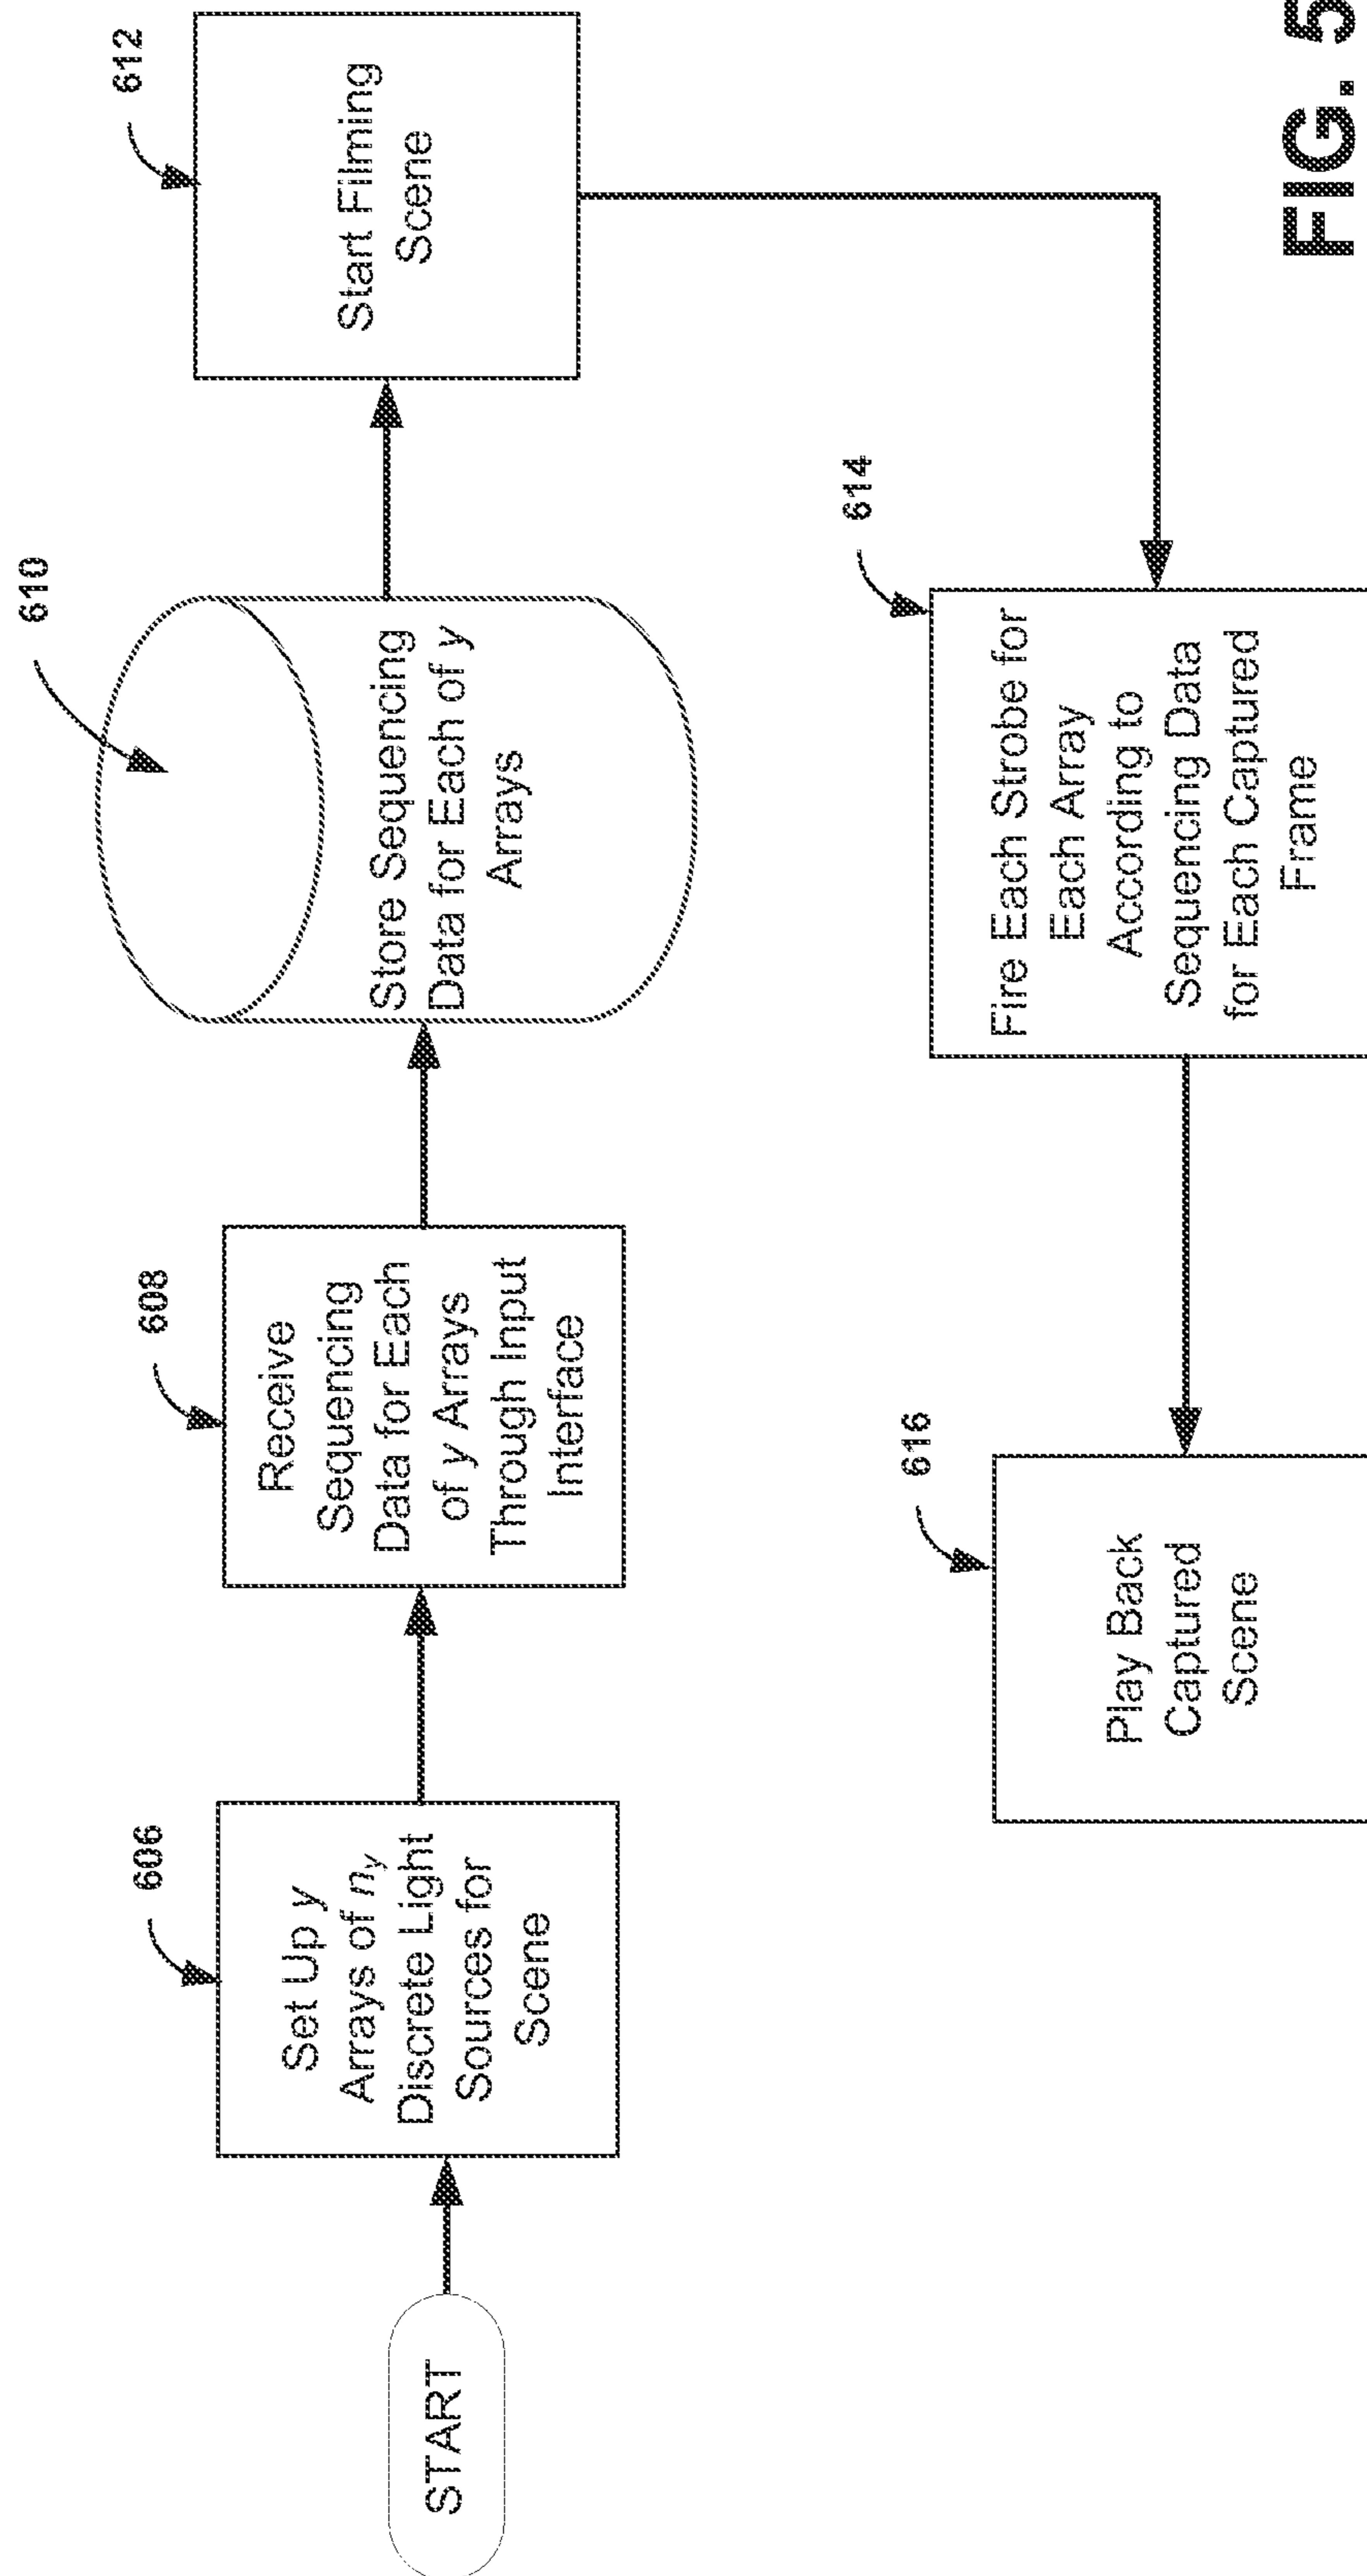 START
606
Set Up y
Arrays of ny
Discrete Light
Sources for
Scene
608
Receive
Sequencing
Data for Each
of y Arrays
Through Input
Interface
610
Store Sequencing
Data for Each of y
Arrays
612
Start Filming
Scene
614
Fire Each Strobe for
Each Array
According to
Sequencing Data
for Each Captured
Frame
616
Play Back
Captured
Scene
FIG. 5